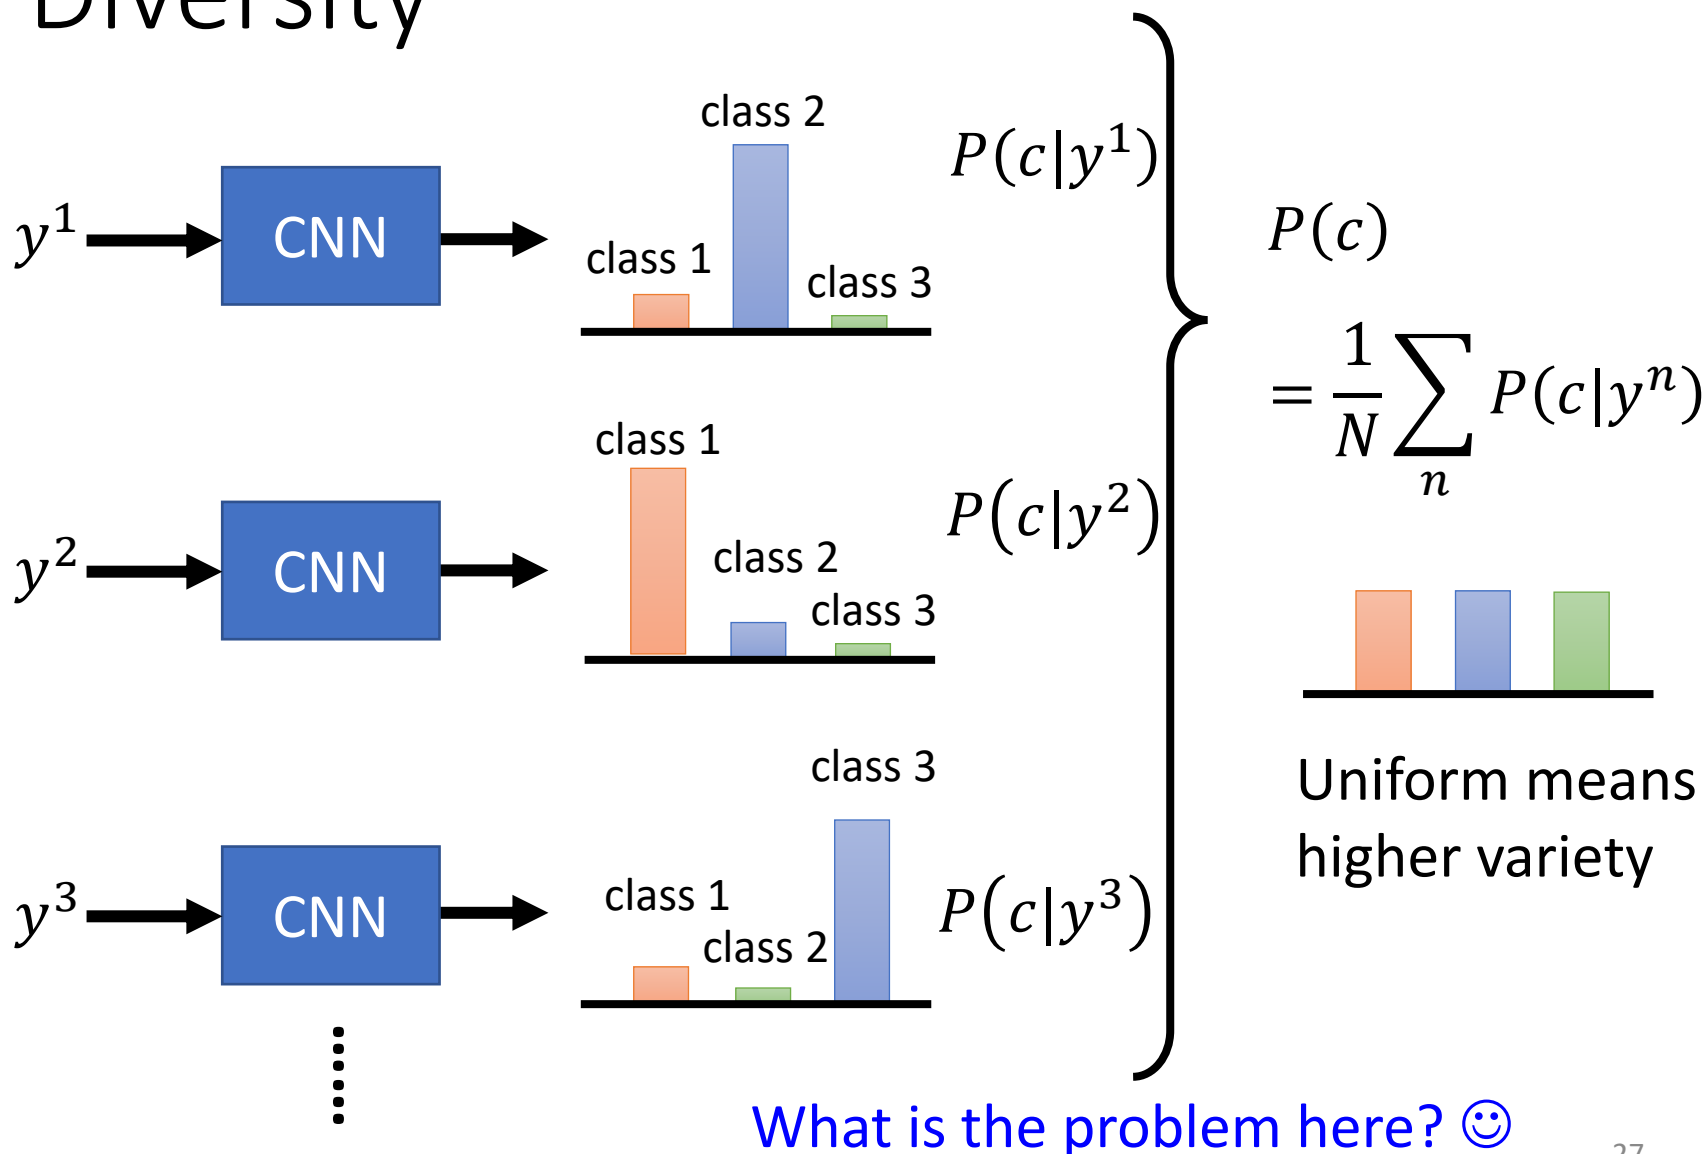 Diversity
class 2
P(c|y¹)
y¹
CNN
class 1
class 3
P(c)
= 1/N ∑ₙ P(c|yⁿ)
class 1
P(c|y²)
y²
CNN
class 2
class 3
Uniform means
higher variety
class 3
y³
CNN
class 1
class 2
P(c|y³)
What is the problem here? ☺
27